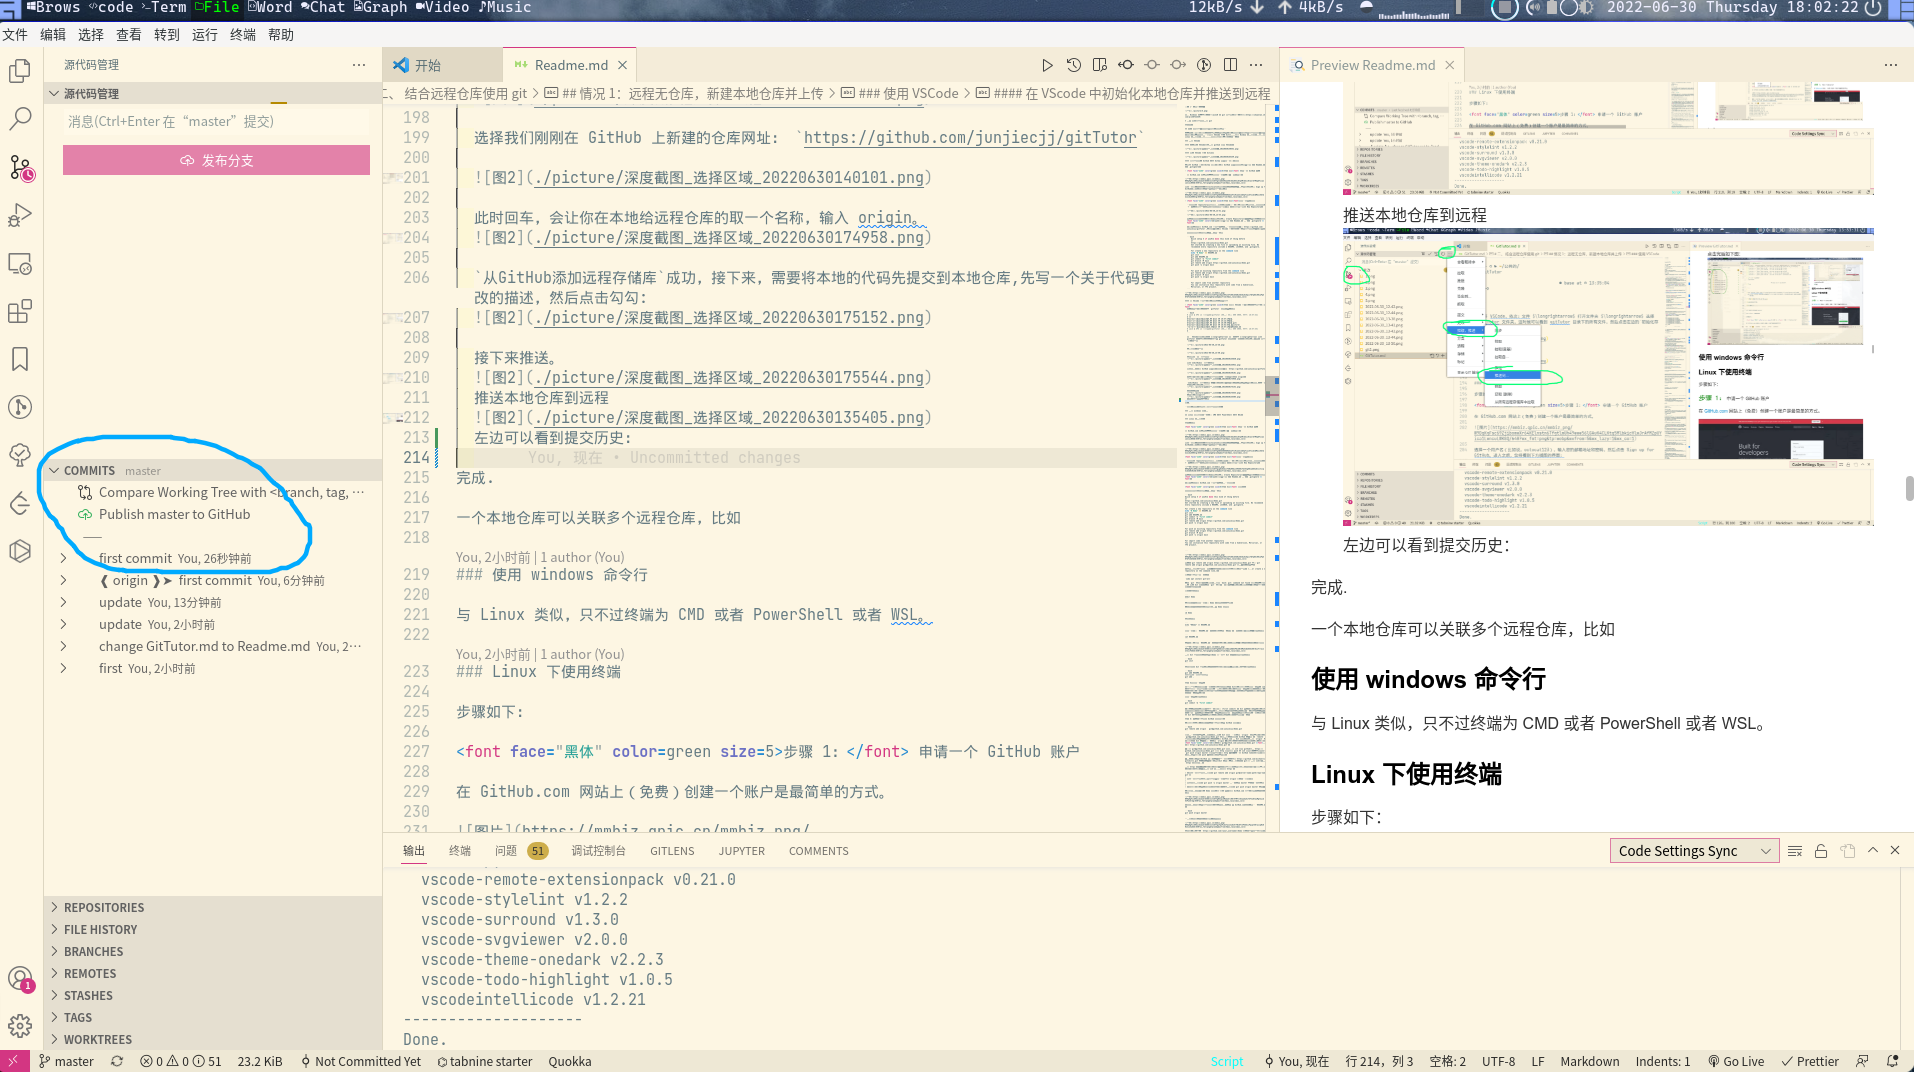 Brows code Term File Word Chat Graph Video Music
12kB/s 4kB/s 2022-06-30 Thursday 18:02:22
文件 编辑 选择 查看 转到 运行 终端 帮助
源代码管理
源代码管理
消息(Ctrl+Enter 在“master”提交)
发布分支
COMMITS master
Compare Working Tree with <branch, tag, ...
Publish master to GitHub
first commit You, 26秒钟前
origin first commit You, 6分钟前
update You, 13分钟前
update You, 2小时前
change GitTutor.md to Readme.md You, 2...
first You, 2小时前
REPOSITORIES
FILE HISTORY
BRANCHES
REMOTES
STASHES
TAGS
WORKTREES
开始 Readme.md
二、结合远程仓库使用 git > ## 情况 1：远程无仓库，新建本地仓库并上传 > ### 使用 VSCode > #### 在 VScode 中初始化本地仓库并推送到远程
198
199 选择我们刚刚在 GitHub 上新建的仓库网址: `https://github.com/junjiecjj/gitTutor`
200
201 ![图2](./picture/深度截图_选择区域_20220630140101.png)
202
203 此时回车，会让你在本地给远程仓库的取一个名称，输入 origin。
204 ![图2](./picture/深度截图_选择区域_20220630174958.png)
205
206 `从GitHub添加远程存储库`成功，接下来，需要将本地的代码先提交到本地仓库,先写一个关于代码更
改的描述，然后点击勾勾:
207 ![图2](./picture/深度截图_选择区域_20220630175152.png)
208
209 接下来推送。
210 ![图2](./picture/深度截图_选择区域_20220630175544.png)
211 推送本地仓库到远程
212 ![图2](./picture/深度截图_选择区域_20220630135405.png)
213 左边可以看到提交历史:
214 You, 现在 • Uncommitted changes
215 完成.
216
217 一个本地仓库可以关联多个远程仓库，比如
218
You, 2小时前 | 1 author (You)
219 ### 使用 windows 命令行
220
221 与 Linux 类似，只不过终端为 CMD 或者 PowerShell 或者 WSL。
222
You, 2小时前 | 1 author (You)
223 ### Linux 下使用终端
224
225 步骤如下:
226
227 <font face="黑体" color=green size=5>步骤 1: </font> 申请一个 GitHub 账户
228
229 在 GitHub.com 网站上（免费）创建一个账户是最简单的方式。
230
231 ![图片](https://mmbiz.qpic.cn/mmbiz_png/
Preview Readme.md
推送本地仓库到远程
左边可以看到提交历史:
完成.
一个本地仓库可以关联多个远程仓库，比如
使用 windows 命令行
与 Linux 类似，只不过终端为 CMD 或者 PowerShell 或者 WSL。
Linux 下使用终端
步骤如下:
输出 终端 问题 51 调试控制台 GITLENS JUPYTER COMMENTS
Code Settings Sync
vscode-remote-extensionpack v0.21.0
vscode-stylelint v1.2.2
vscode-surround v1.3.0
vscode-svgviewer v2.0.0
vscode-theme-onedark v2.2.3
vscode-todo-highlight v1.0.5
vscodeintellicode v1.2.21
--------------------
Done.
1
master 0 0 51 23.2 KiB Not Committed Yet tabnine starter Quokka
Script You, 现在 行 214, 列 3 空格: 2 UTF-8 LF Markdown Indents: 1 Go Live Prettier